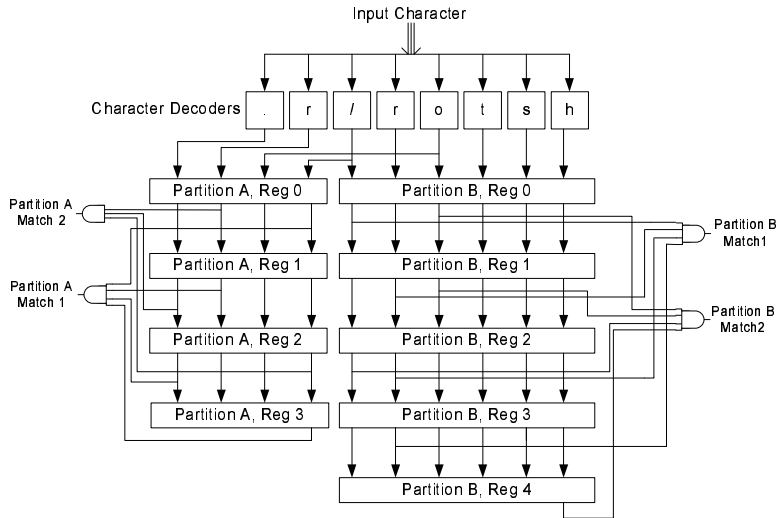 Input Character
Character Decoders
. r / r o t s h
Partition A, Reg 0
Partition B, Reg 0
Partition A
Match 2
Partition B
Match1
Partition A, Reg 1
Partition B, Reg 1
Partition A
Match 1
Partition B
Match2
Partition A, Reg 2
Partition B, Reg 2
Partition A, Reg 3
Partition B, Reg 3
Partition B, Reg 4